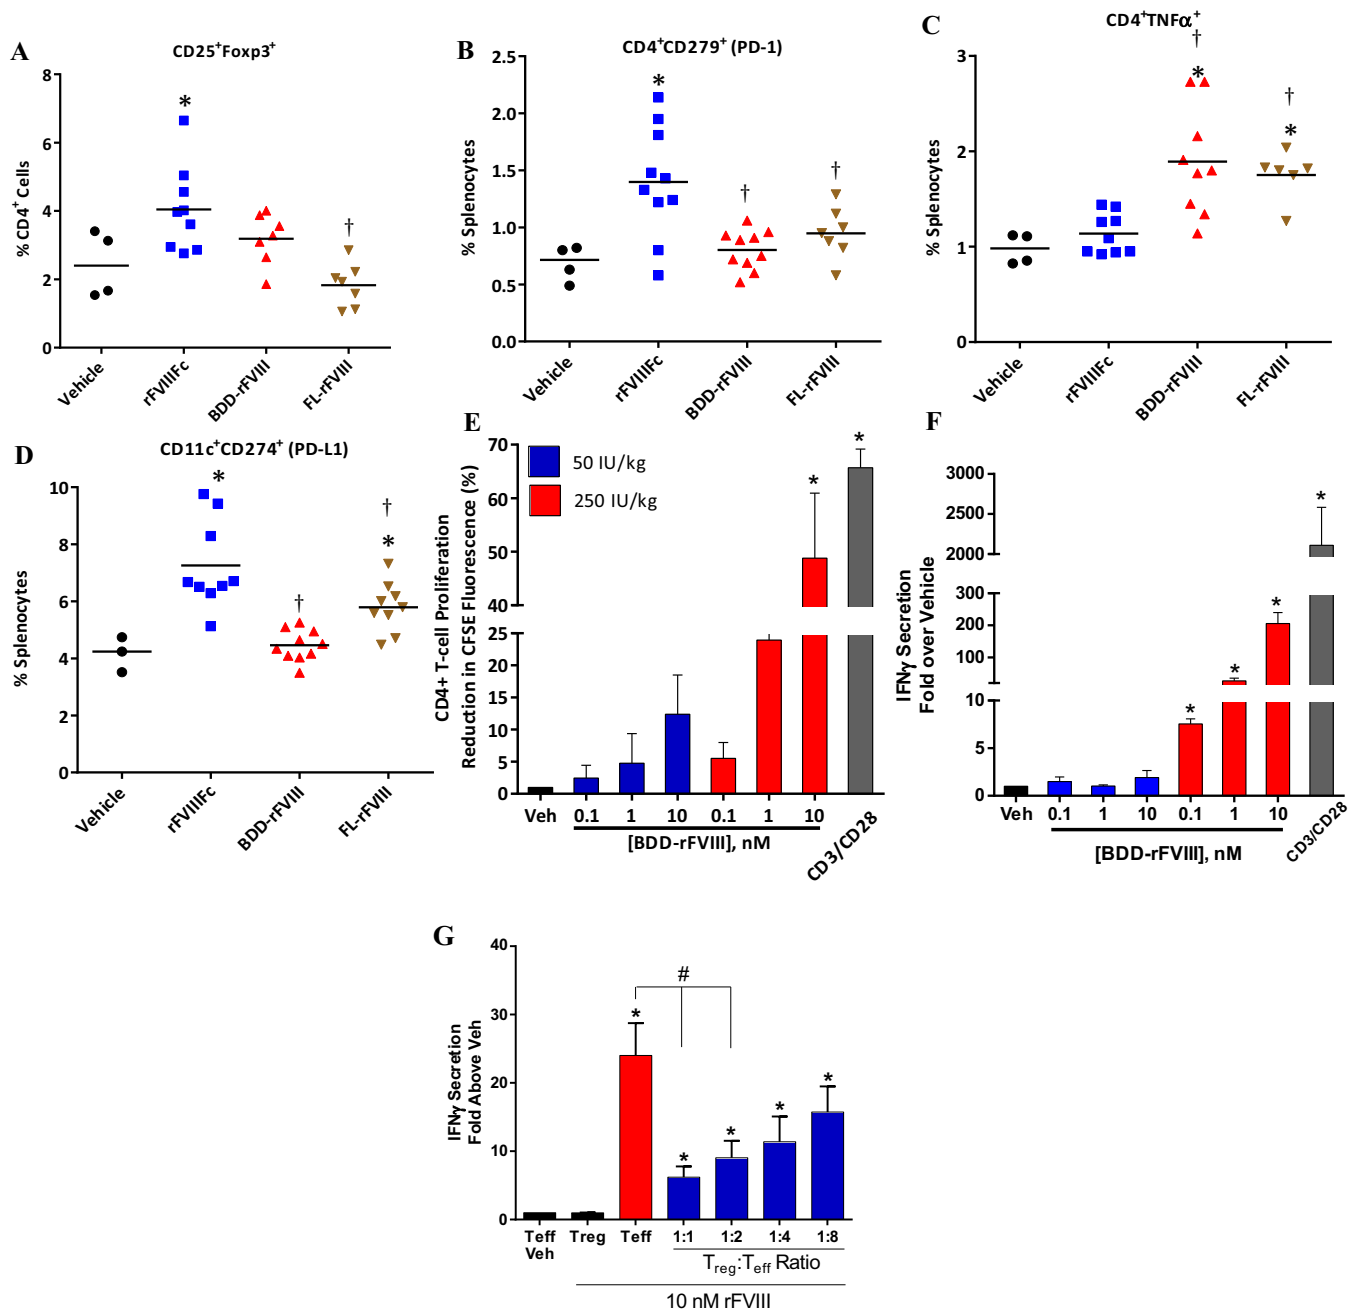 A
CD25+Foxp3+
% CD4+ Cells
8
6
4
2
0
*
†
Vehicle
rFVIIIFc
BDD-rFVIII
FL-rFVIII
B
CD4+CD279+ (PD-1)
% Splenocytes
2.5
2.0
1.5
1.0
0.5
0.0
*
†
†
Vehicle
rFVIIIFc
BDD-rFVIII
FL-rFVIII
C
CD4+TNFα+
% Splenocytes
3
2
1
0
†
*
†
*
Vehicle
rFVIIIFc
BDD-rFVIII
FL-rFVIII
D
CD11c+CD274+ (PD-L1)
% Splenocytes
10
8
6
4
2
0
*
†
†
*
Vehicle
rFVIIIFc
BDD-rFVIII
FL-rFVIII
E
CD4+ T-cell Proliferation
Reduction in CFSE Fluorescence (%)
70
60
50
40
25
20
15
10
5
0
50 IU/kg
250 IU/kg
*
*
Veh 0.1 1 10 0.1 1 10 CD3/CD28
[BDD-rFVIII], nM
F
IFNγ Secretion
Fold over Vehicle
3000
2500
2000
300
200
100
10
5
0
*
*
*
*
Veh 0.1 1 10 0.1 1 10 CD3/CD28
[BDD-rFVIII], nM
G
IFNγ Secretion
Fold Above Veh
40
30
20
10
0
#
*
*
*
*
*
Teff Treg Teff 1:1 1:2 1:4 1:8
Veh
Treg:Teff Ratio
10 nM rFVIII